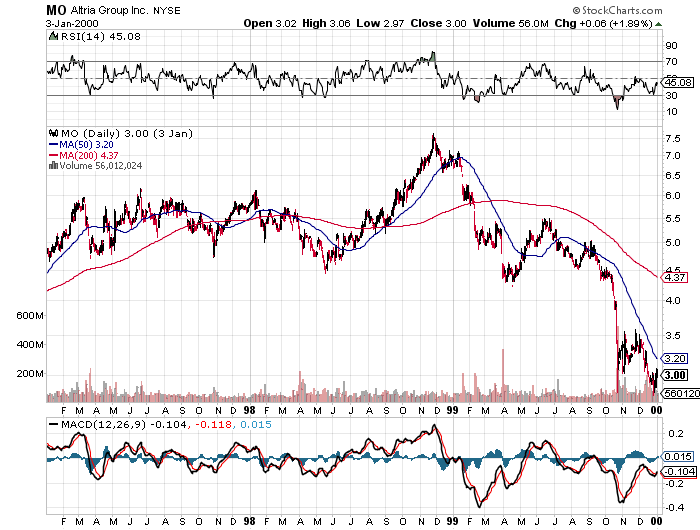 MO Altria Group Inc. NYSE © StockCharts.com
3-Jan-2000 Open 3.02 High 3.06 Low 2.97 Close 3.00 Volume 56.0M Chg +0.06 (+1.89%)
RSI(14) 45.08
90
70
50
45.08
30
10
MO (Daily) 3.00 (3 Jan)
MA(50) 3.20
MA(200) 4.37
Volume 56,012,024
7.5
7.0
6.5
6.0
5.5
5.0
4.5
4.37
4.0
3.5
3.20
3.00
560120
600M
400M
200M
F M A M J J A S O N D 98 F M A M J J A S O N D 99 F M A M J J A S O N D 00
MACD(12,26,9) -0.104, -0.118, 0.015
0.2
0.015
-0.104
-0.2
-0.4
F M A M J J A S O N D 98 F M A M J J A S O N D 99 F M A M J J A S O N D 00